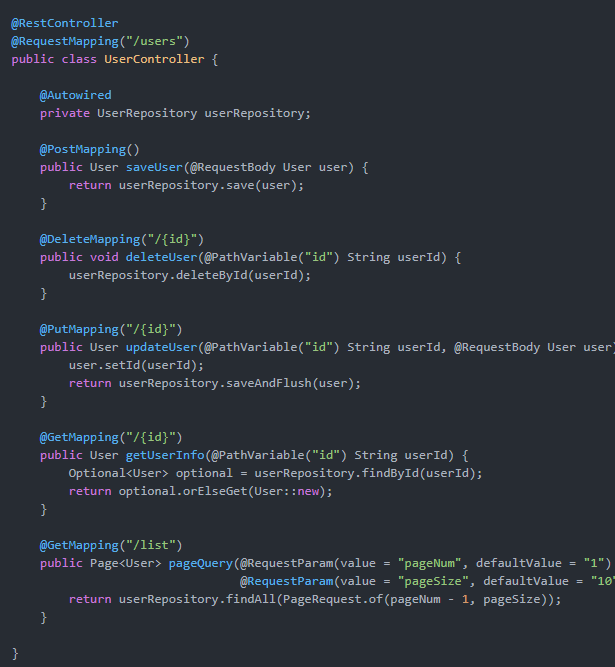 @RestController
@RequestMapping("/users")
public class UserController {
@Autowired
private UserRepository userRepository;
@PostMapping()
public User saveUser(@RequestBody User user) {
return userRepository.save(user);
}
@DeleteMapping("/{id}")
public void deleteUser(@PathVariable("id") String userId) {
userRepository.deleteById(userId);
}
@PutMapping("/{id}")
public User updateUser(@PathVariable("id") String userId, @RequestBody User user)
user.setId(userId);
return userRepository.saveAndFlush(user);
}
@GetMapping("/{id}")
public User getUserInfo(@PathVariable("id") String userId) {
Optional<User> optional = userRepository.findById(userId);
return optional.orElseGet(User::new);
}
@GetMapping("/list")
public Page<User> pageQuery(@RequestParam(value = "pageNum", defaultValue = "1")
@RequestParam(value = "pageSize", defaultValue = "10"
return userRepository.findAll(PageRequest.of(pageNum - 1, pageSize));
}
}